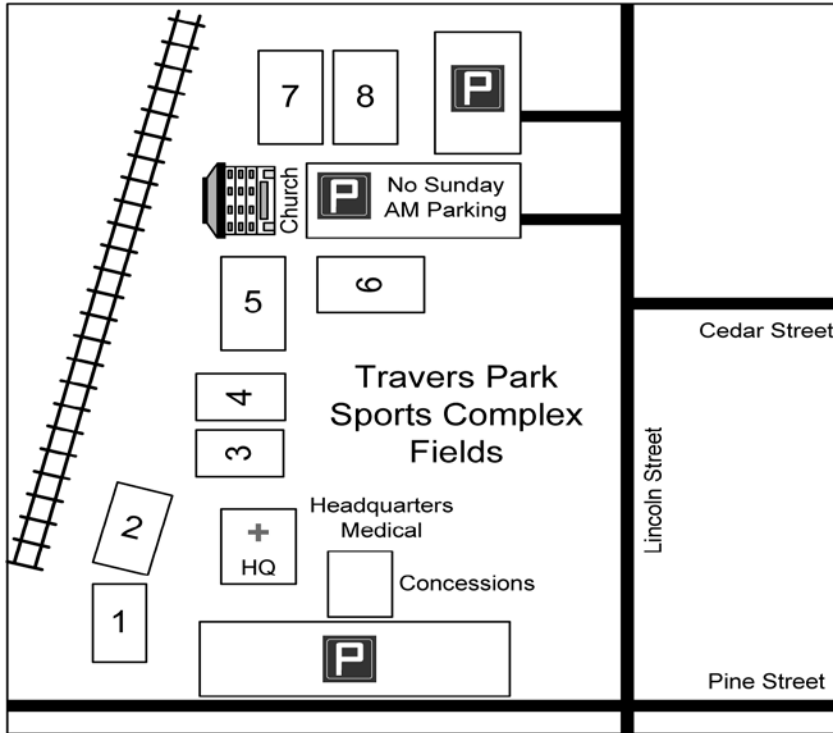 7
8
P
Church
P
No Sunday
AM Parking
5
6
Cedar Street
4
Travers Park
Sports Complex
Fields
3
Lincoln Street
2
Headquarters
Medical
HQ
Concessions
1
P
Pine Street